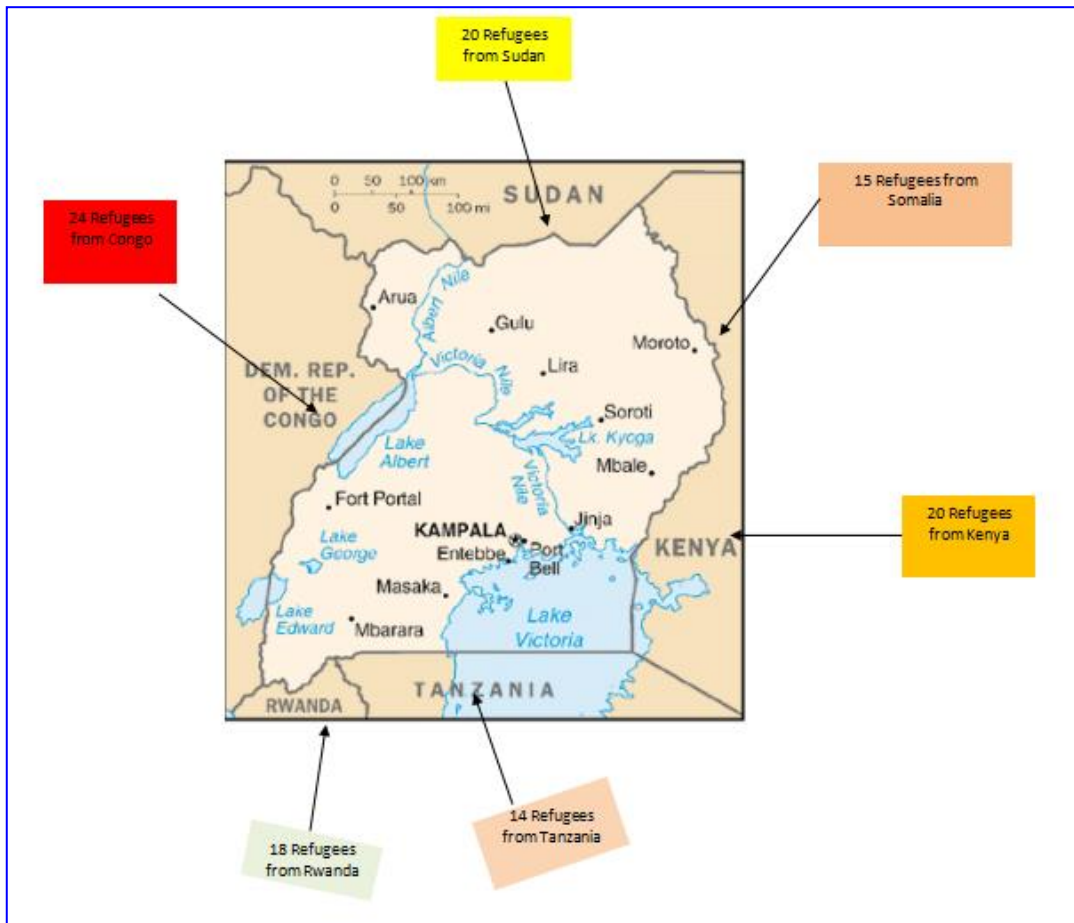 20 Refugees
from Sudan
15 Refugees from
Somalia
24 Refugees
from Congo
0 50 100 km
0 50 100 mi
SUDAN
Arua
Albert Nile
Gulu
Moroto
Victoria Nile
Lira
DEM. REP.
OF THE
CONGO
Soroti
Lk. Kyoga
Lake
Albert
Mbale
Victoria
Nile
Fort Portal
Jinja
20 Refugees
from Kenya
KAMPALA
Lake
George
Entebbe
Port
Bell
KENYA
Masaka
Lake
Edward
Mbarara
Lake
Victoria
TANZANIA
RWANDA
14 Refugees
from Tanzania
18 Refugees
from Rwanda